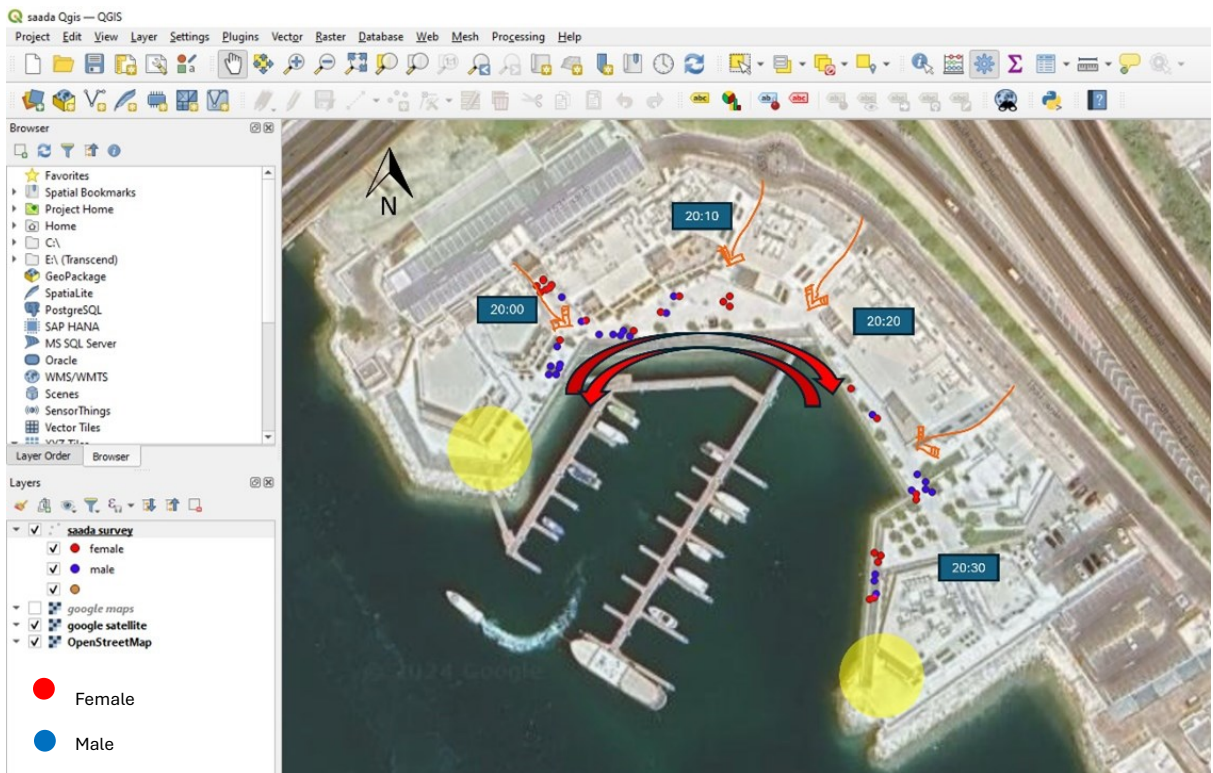 saada Qgis — QGIS
Project Edit View Layer Settings Plugins Vector Raster Database Web Mesh Processing Help
Browser
Favorites
Spatial Bookmarks
Project Home
Home
C:\
E:\ (Transcend)
GeoPackage
SpatiaLite
PostgreSQL
SAP HANA
MS SQL Server
Oracle
WMS/WMTS
Scenes
SensorThings
Vector Tiles
XYZ Tiles
Layer Order Browser
Layers
saada survey
female
male
google maps
google satellite
OpenStreetMap
Female
Male
N
20:10
20:00
20:20
20:30
© 2024 Google